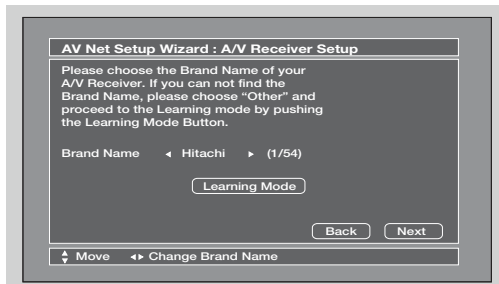 AV Net Setup Wizard : A/V Receiver Setup
Please choose the Brand Name of your
A/V Receiver. If you can not find the
Brand Name, please choose “Other” and
proceed to the Learning mode by pushing
the Learning Mode Button.
Brand Name ◂ Hitachi ▸ (1/54)
Learning Mode
Back Next
Move ◂▸ Change Brand Name